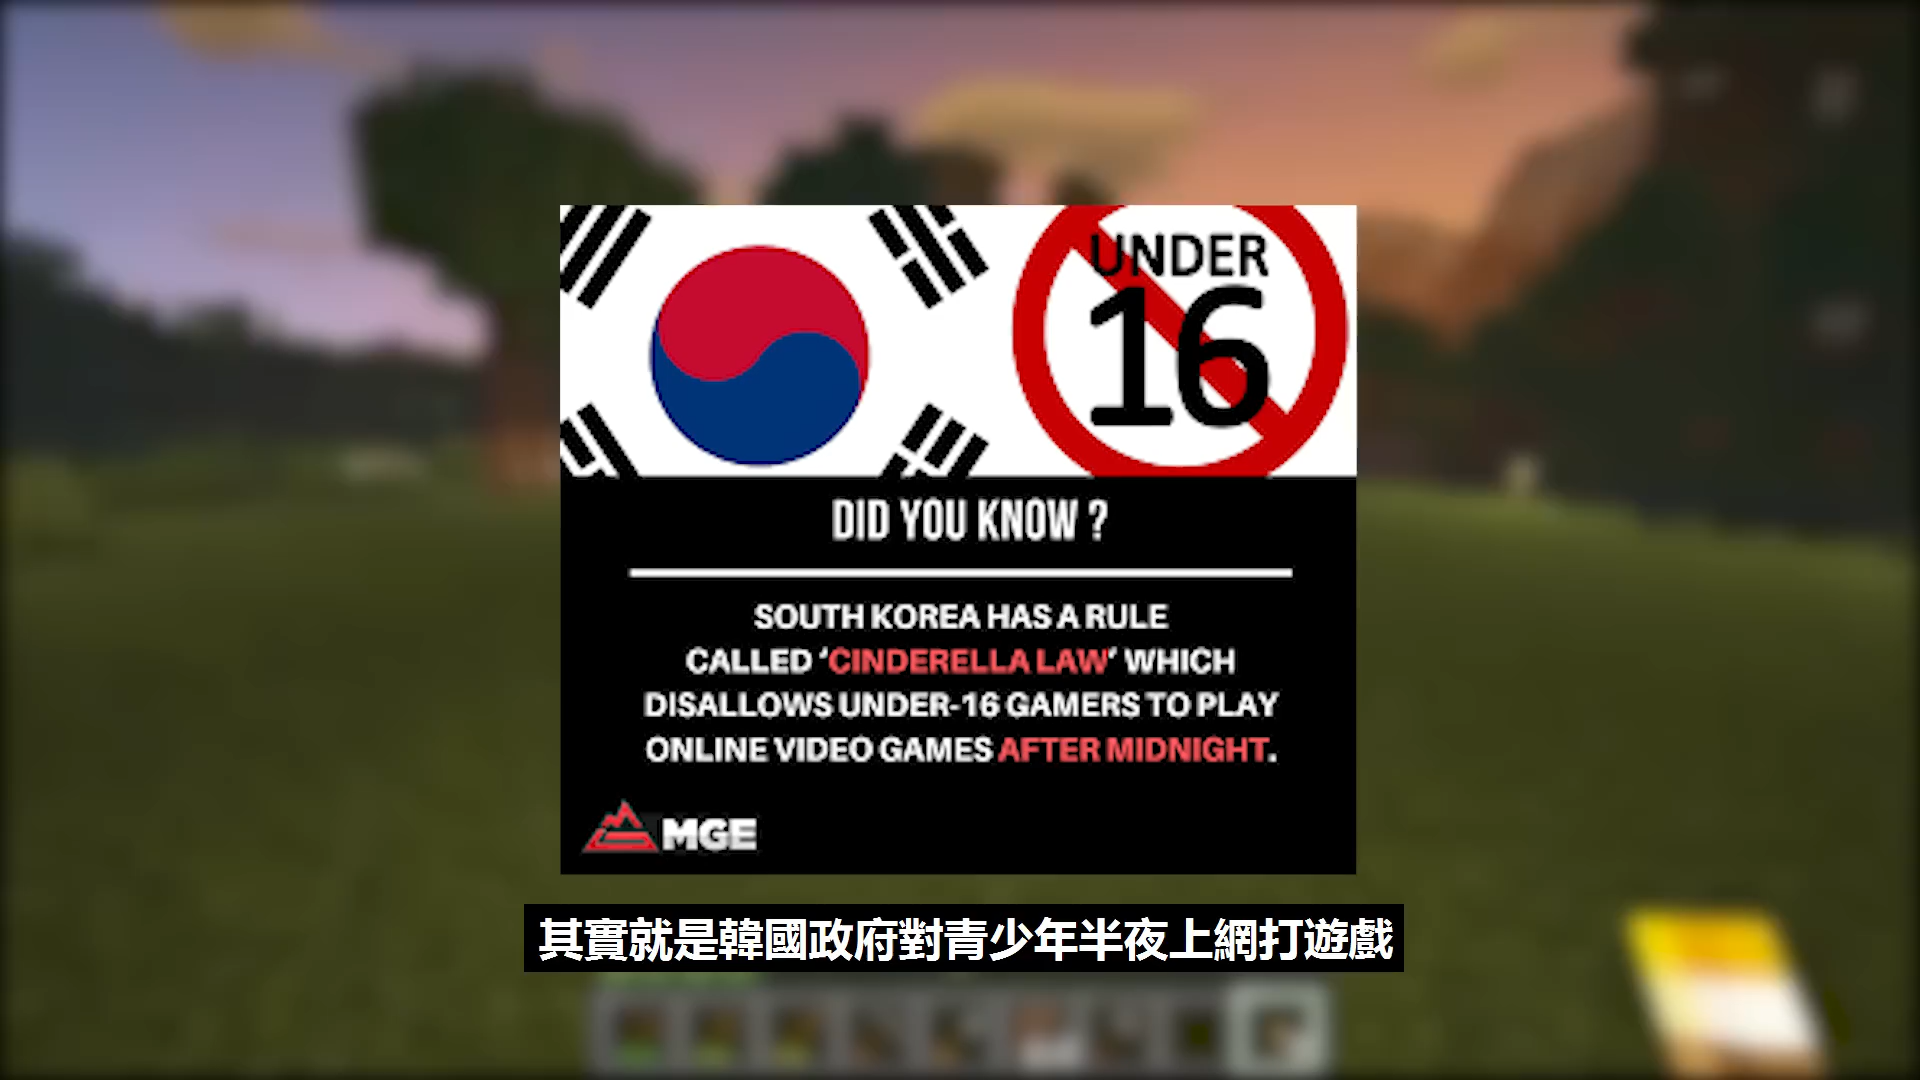 UNDER
16
DID YOU KNOW ?
SOUTH KOREA HAS A RULE
CALLED ‘CINDERELLA LAW’ WHICH
DISALLOWS UNDER-16 GAMERS TO PLAY
ONLINE VIDEO GAMES AFTER MIDNIGHT.
MGE
其實就是韓國政府對青少年半夜上網打遊戲